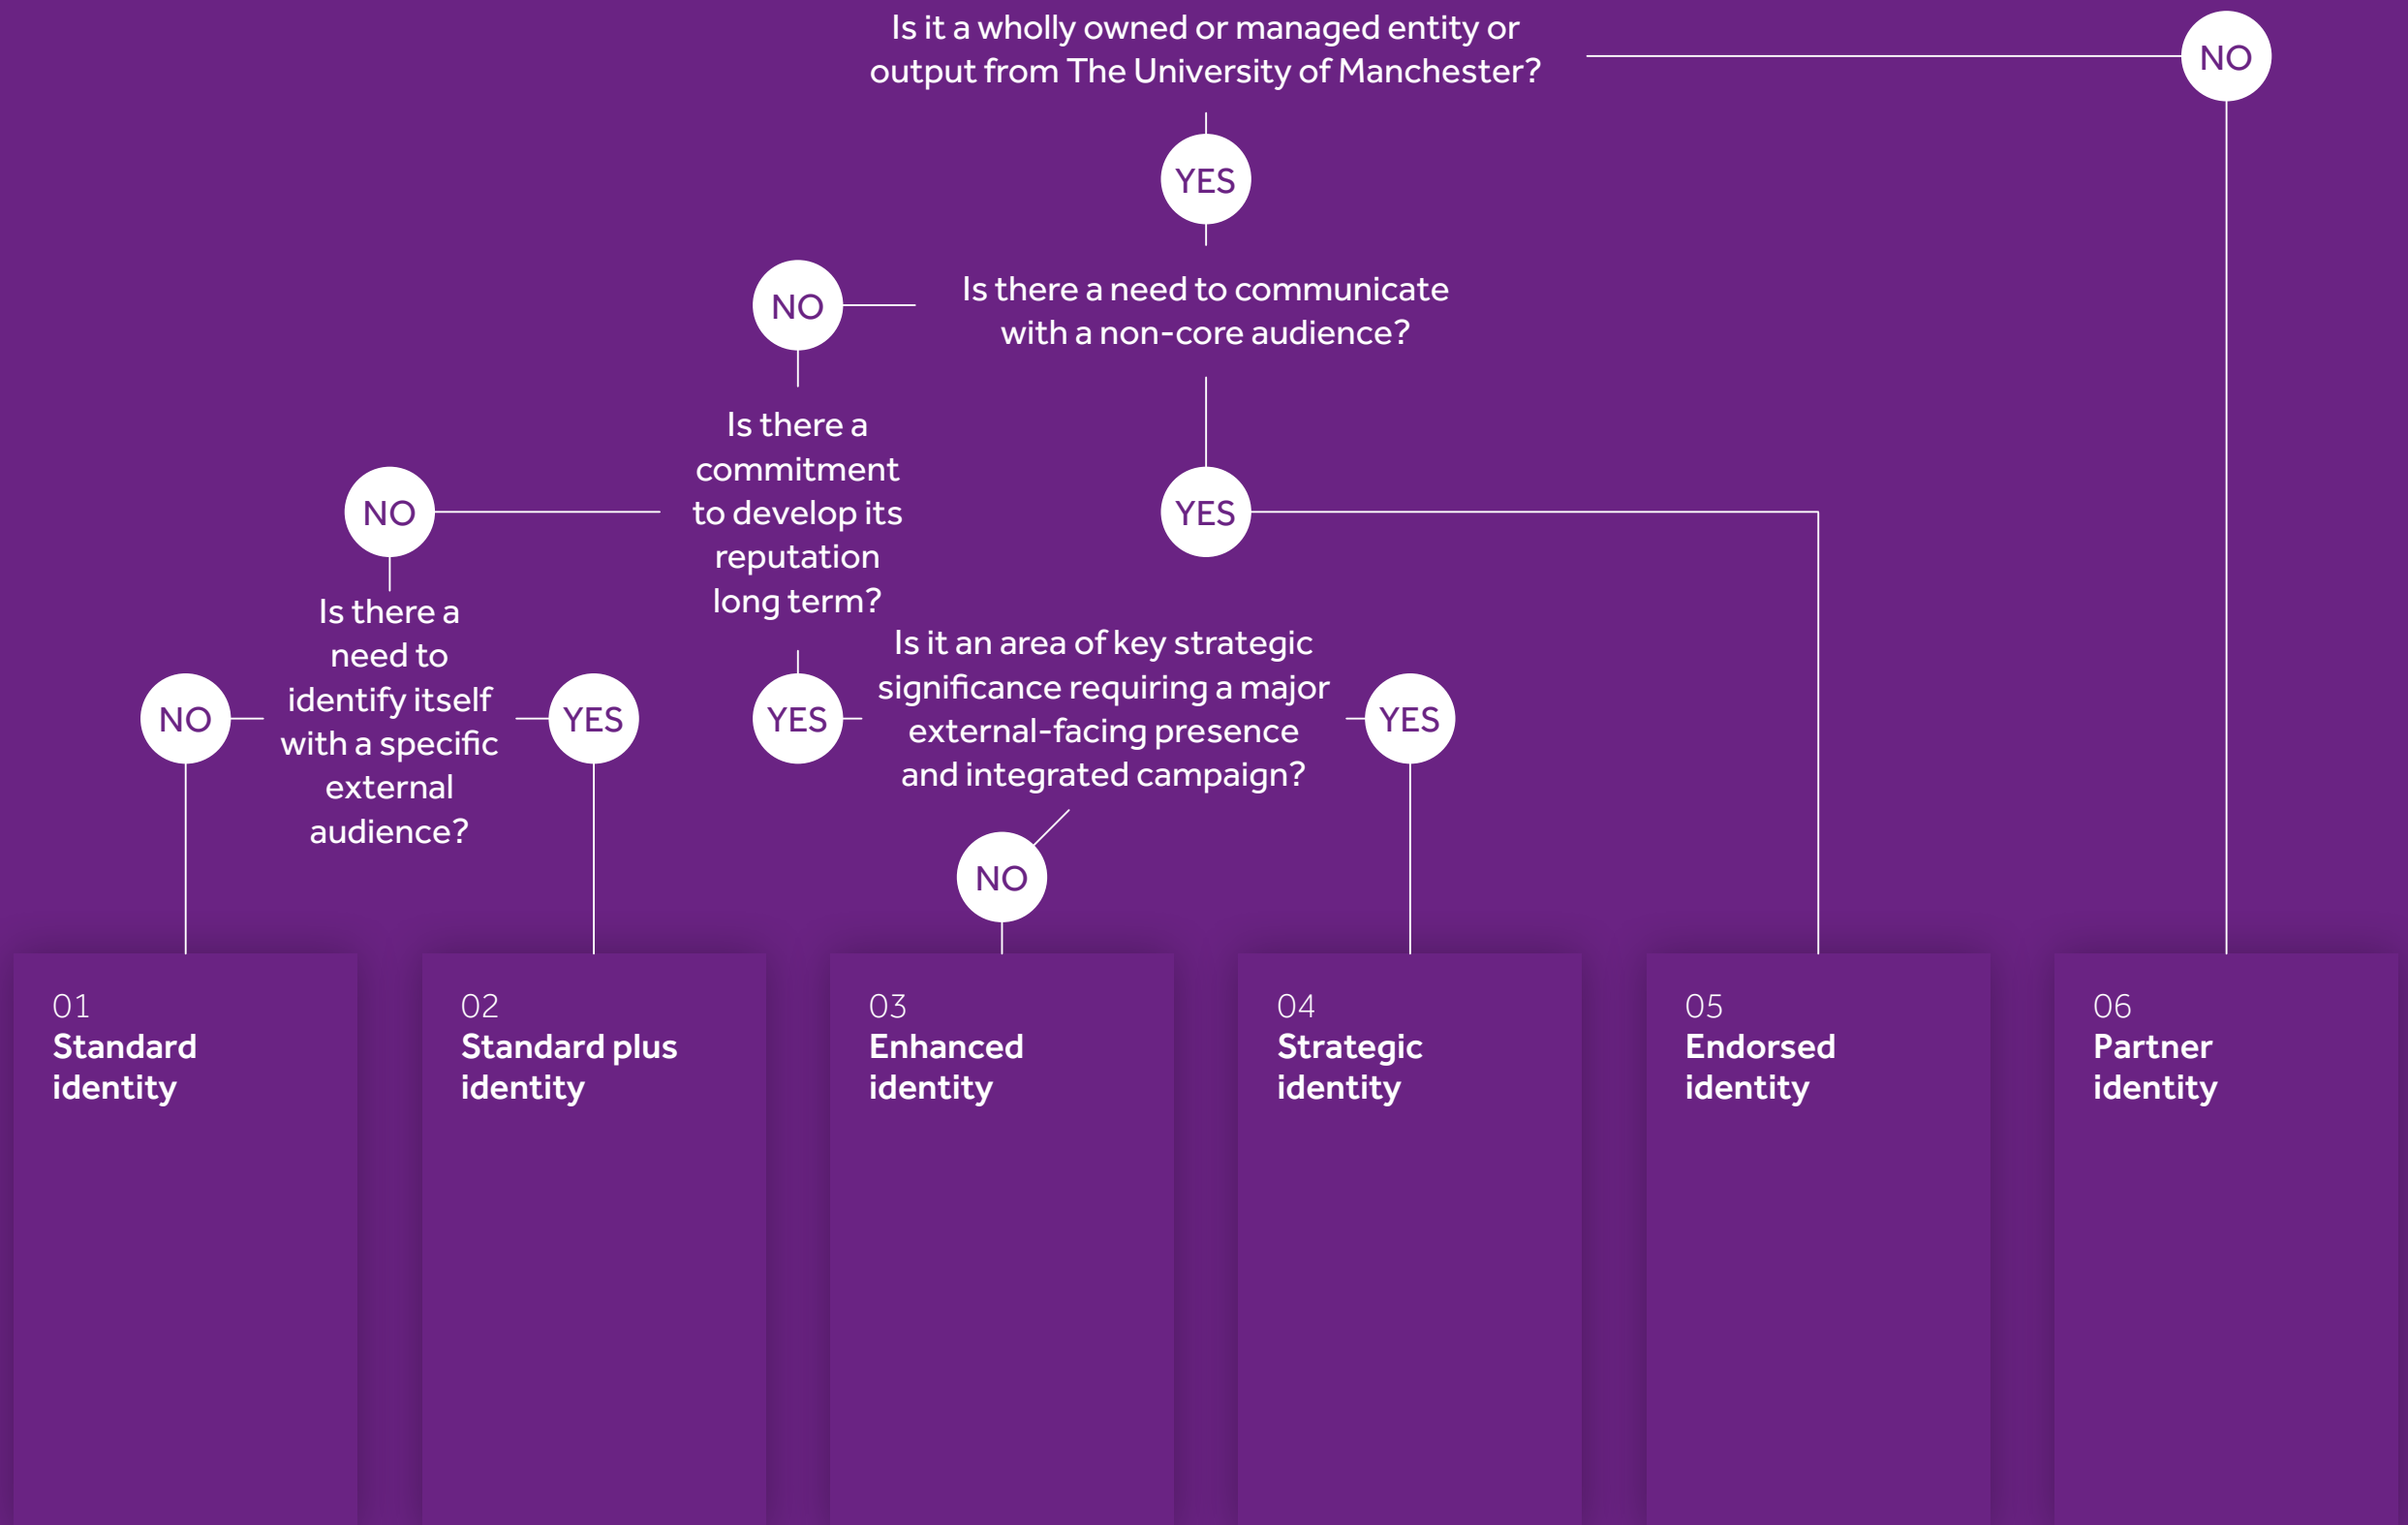 Is it a wholly owned or managed entity or
output from The University of Manchester?
NO
YES
Is there a need to communicate
with a non-core audience?
NO
YES
Is there a
commitment
to develop its
reputation
long term?
NO
YES
Is there a
need to
identify itself
with a specific
external
audience?
NO
YES
Is it an area of key strategic
significance requiring a major
external-facing presence
and integrated campaign?
YES
NO
01
Standard
identity
02
Standard plus
identity
03
Enhanced
identity
04
Strategic
identity
05
Endorsed
identity
06
Partner
identity